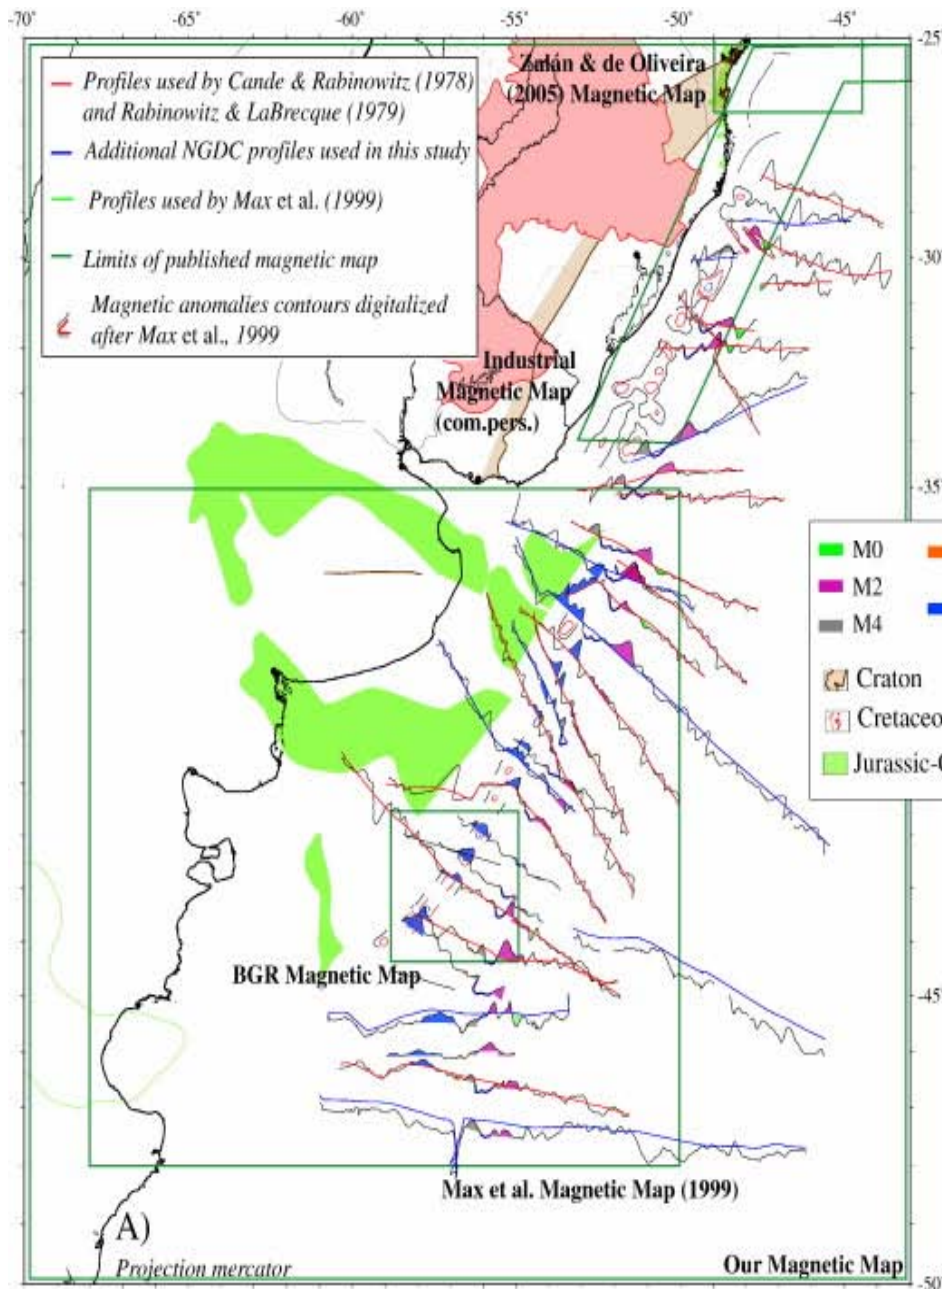 -70° -65° -60° -55° -50° -45°
-25°
Zalán & de Oliveira
(2005) Magnetic Map
Profiles used by Cande & Rabinowitz (1978)
and Rabinowitz & LaBrecque (1979)
Additional NGDC profiles used in this study
Profiles used by Max et al. (1999)
Limits of published magnetic map
Magnetic anomalies contours digitalized
after Max et al., 1999
-30°
Industrial
Magnetic Map
(com.pers.)
-35°
M0
M2
M4
Craton
Cretaceo
Jurassic-
BGR Magnetic Map
-45°
Max et al. Magnetic Map (1999)
A)
Projection mercator
Our Magnetic Map
-50°